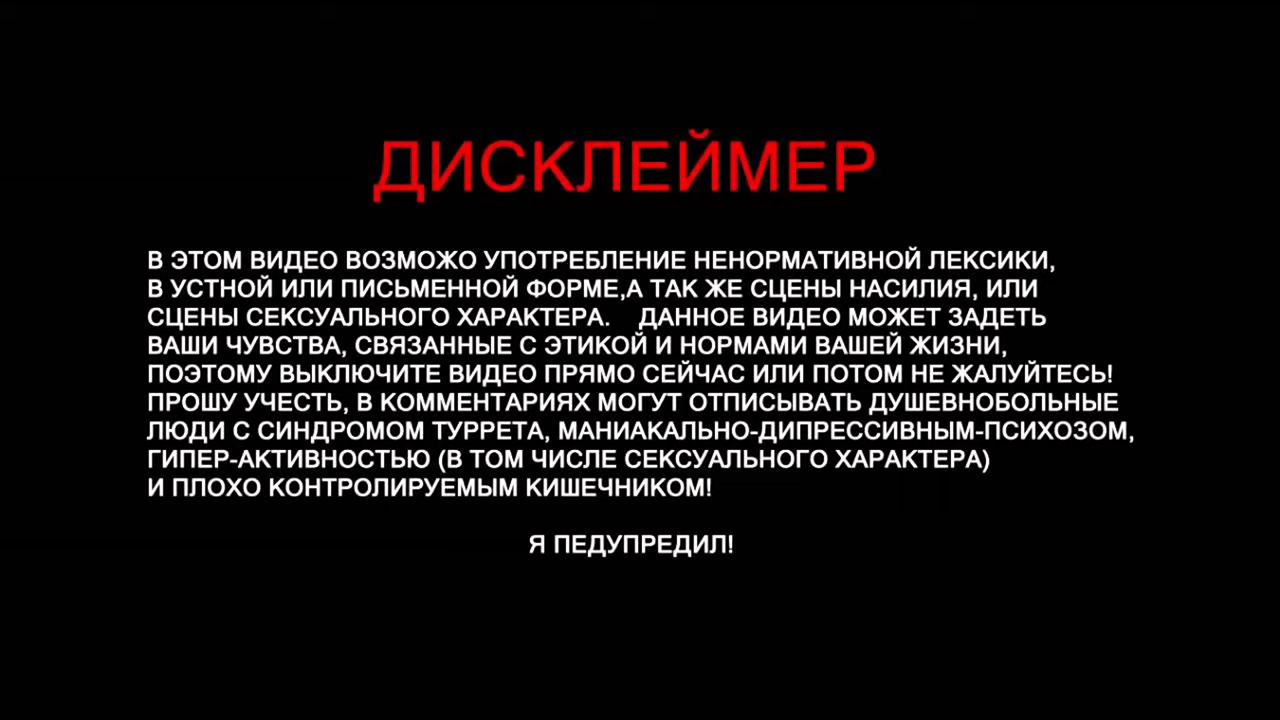 ДИСКЛЕЙМЕР
В ЭТОМ ВИДЕО ВОЗМОЖО УПОТРЕБЛЕНИЕ НЕНОРМАТИВНОЙ ЛЕКСИКИ,
В УСТНОЙ ИЛИ ПИСЬМЕННОЙ ФОРМЕ,А ТАК ЖЕ СЦЕНЫ НАСИЛИЯ, ИЛИ
СЦЕНЫ СЕКСУАЛЬНОГО ХАРАКТЕРА. ДАННОЕ ВИДЕО МОЖЕТ ЗАДЕТЬ
ВАШИ ЧУВСТВА, СВЯЗАННЫЕ С ЭТИКОЙ И НОРМАМИ ВАШЕЙ ЖИЗНИ,
ПОЭТОМУ ВЫКЛЮЧИТЕ ВИДЕО ПРЯМО СЕЙЧАС ИЛИ ПОТОМ НЕ ЖАЛУЙТЕСЬ!
ПРОШУ УЧЕСТЬ, В КОММЕНТАРИЯХ МОГУТ ОТПИСЫВАТЬ ДУШЕВНОБОЛЬНЫЕ
ЛЮДИ С СИНДРОМОМ ТУРРЕТА, МАНИАКАЛЬНО-ДИПРЕССИВНЫМ-ПСИХОЗОМ,
ГИПЕР-АКТИВНОСТЬЮ (В ТОМ ЧИСЛЕ СЕКСУАЛЬНОГО ХАРАКТЕРА)
И ПЛОХО КОНТРОЛИРУЕМЫМ КИШЕЧНИКОМ!
Я ПЕДУПРЕДИЛ!